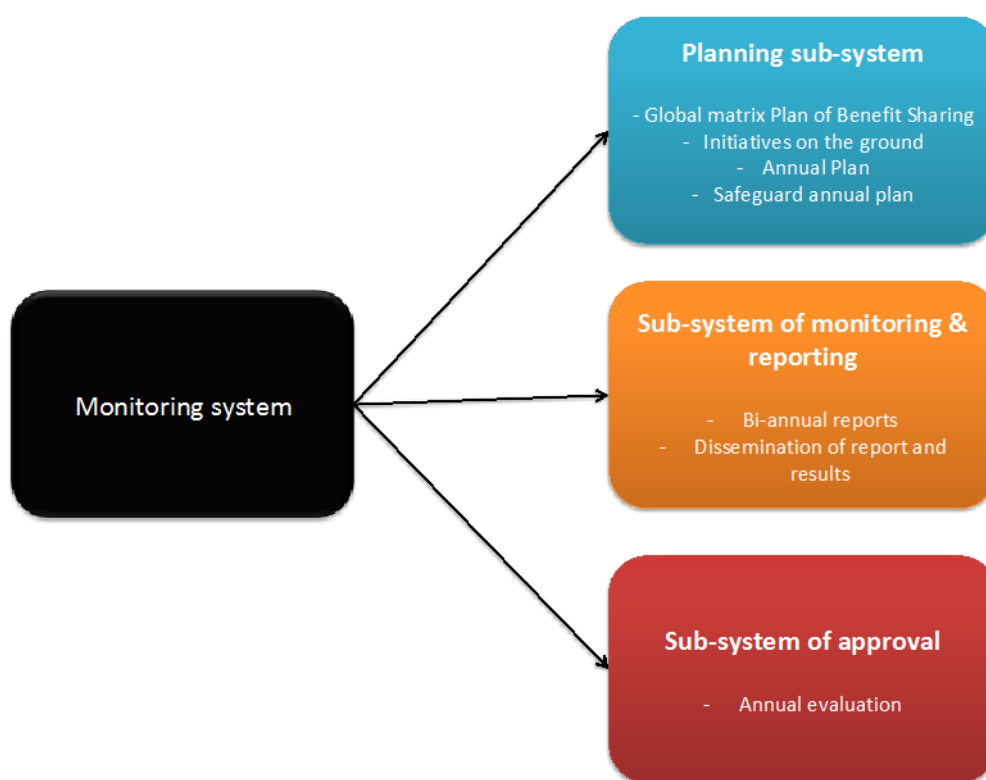 Planning sub-system
- Global matrix Plan of Benefit Sharing
- Initiatives on the ground
- Annual Plan
- Safeguard annual plan
Monitoring system
Sub-system of monitoring &
reporting
- Bi-annual reports
- Dissemination of report and
results
Sub-system of approval
- Annual evaluation